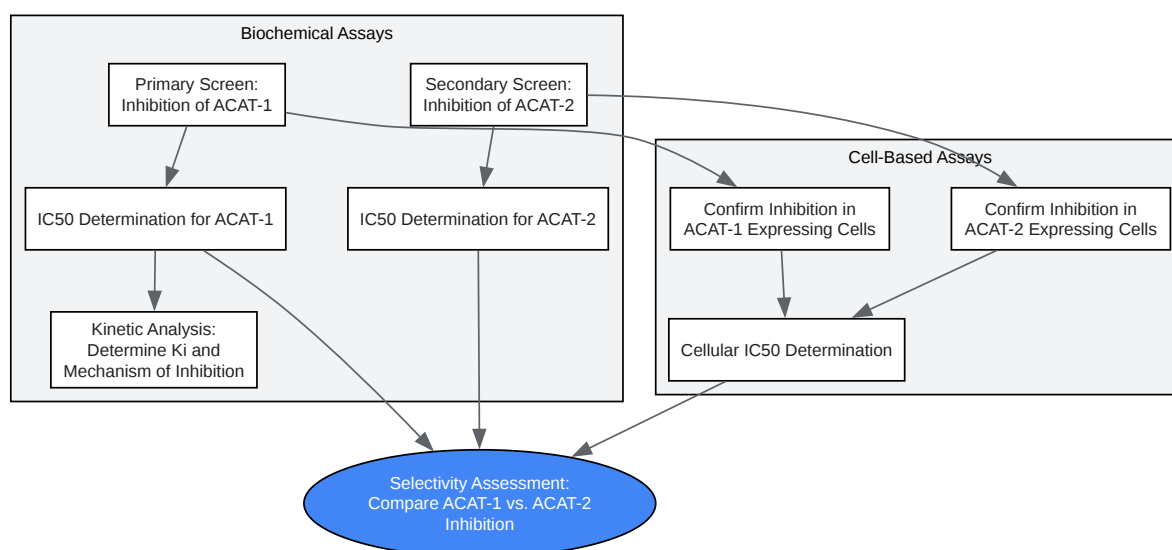 Biochemical Assays
Primary Screen:
Inhibition of ACAT-1
Secondary Screen:
Inhibition of ACAT-2
IC50 Determination for ACAT-1
IC50 Determination for ACAT-2
Kinetic Analysis:
Determine Ki and
Mechanism of Inhibition
Cell-Based Assays
Confirm Inhibition in
ACAT-1 Expressing Cells
Confirm Inhibition in
ACAT-2 Expressing Cells
Cellular IC50 Determination
Selectivity Assessment:
Compare ACAT-1 vs. ACAT-2
Inhibition